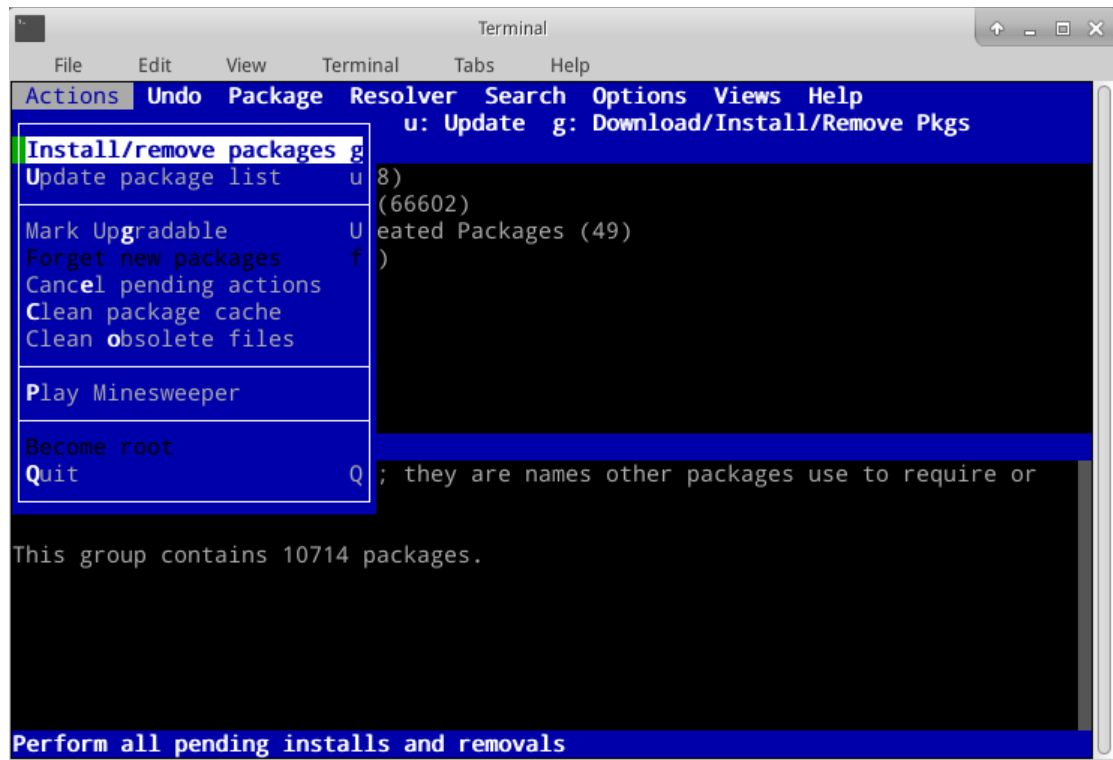 Terminal
File Edit View Terminal Tabs Help
Actions Undo Package Resolver Search Options Views Help
u: Update g: Download/Install/Remove Pkgs
Install/remove packages g
Update package list u 8)
(66602)
Mark Upgradable U eated Packages (49)
Forget new packages f )
Cancel pending actions
Clean package cache
Clean obsolete files
Play Minesweeper
Become root
Quit Q ; they are names other packages use to require or
This group contains 10714 packages.
Perform all pending installs and removals